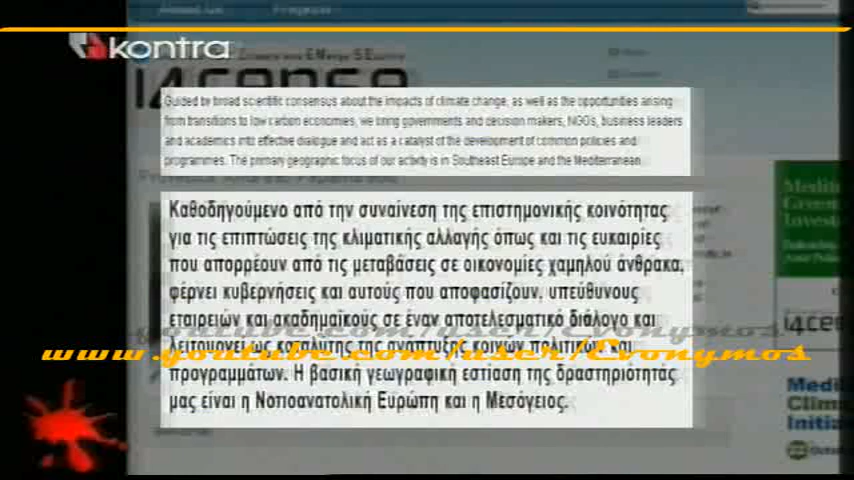 kontra
i4cense
Guided by broad scientific consensus about the impacts of climate change, as well as the opportunities arising
from transitions to low carbon economies, we bring governments and decision makers, NGOs, business leaders
and academics into effective dialogue and act as a catalyst of the development of common policies and
programmes. The primary geographic focus of our activity is in Southeast Europe and the Mediterranean.
Καθοδηγούμενο από την συναίνεση της επιστημονικής κοινότητας
για τις επιπτώσεις της κλιματικής αλλαγής όπως και τις ευκαιρίες
που απορρέουν από τις μεταβάσεις σε οικονομίες χαμηλού άνθρακα,
φέρνει κυβερνήσεις και αυτούς που αποφασίζουν, υπεύθυνους
εταιρειών και ακαδημαϊκούς σε έναν αποτελεσματικό διάλογο και
λειτουργεί ως καταλύτης της ανάπτυξης κοινών πολιτικών και
www.youtube.com/user/Evonymos
προγραμμάτων. Η βασική γεωγραφική εστίαση της δραστηριότητάς
μας είναι η Νοτιοανατολική Ευρώπη και η Μεσόγειος.